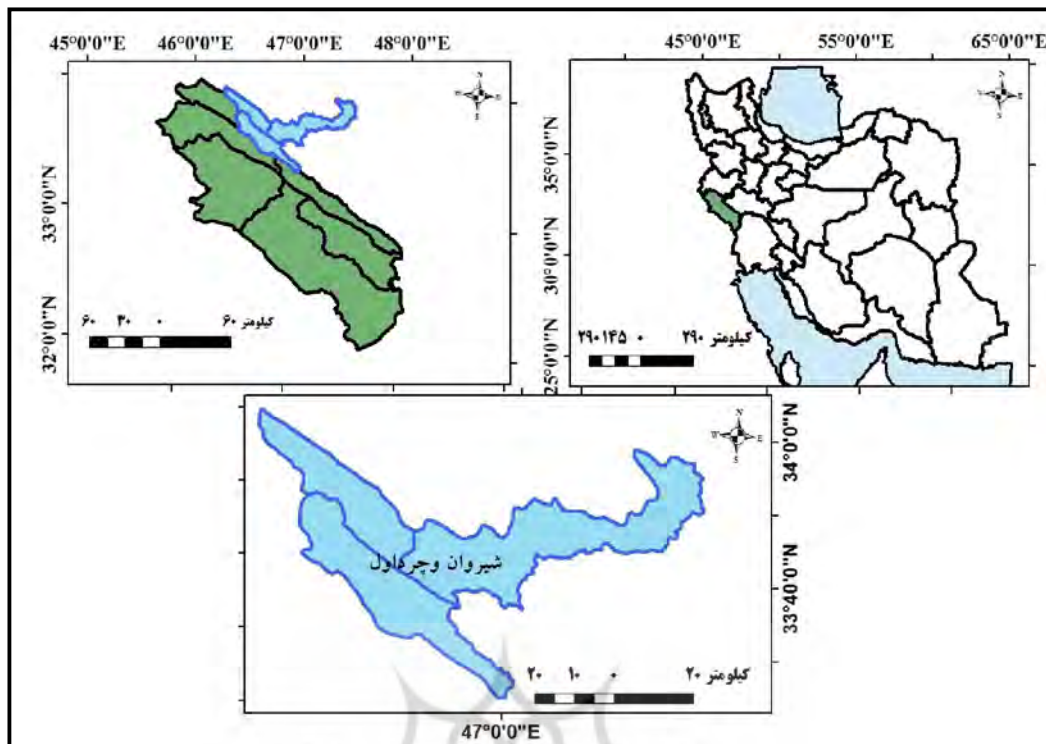 45°0'0"E 46°0'0"E 47°0'0"E 48°0'0"E
33°0'0"N
32°0'0"N
N
W E
S
۶۰ ۳۰ ۰ ۶۰ کیلومتر
45°0'0"E 55°0'0"E 65°0'0"E
35°0'0"N
30°0'0"N
25°0'0"N
N
W E
S
۲۹۰ ۱۴۵ ۰ ۲۹۰ کیلومتر
N
W E
S
34°0'0"N
33°40'0"N
شیروان وچرداول
۲۰ ۱۰ ۰ ۲۰ کیلومتر
47°0'0"E